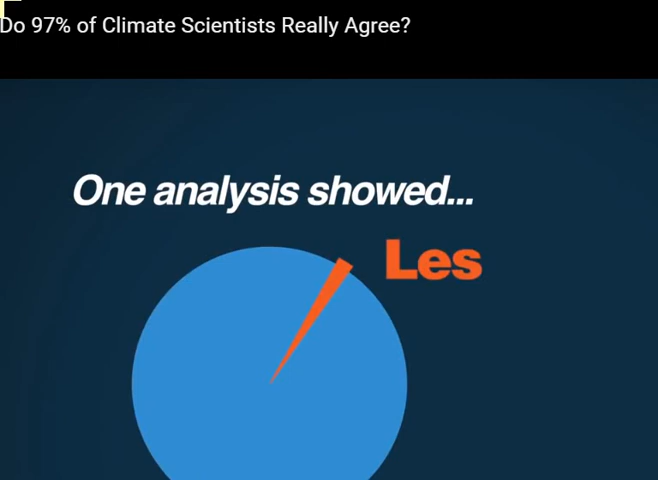 Do 97% of Climate Scientists Really Agree?
One analysis showed...
Les